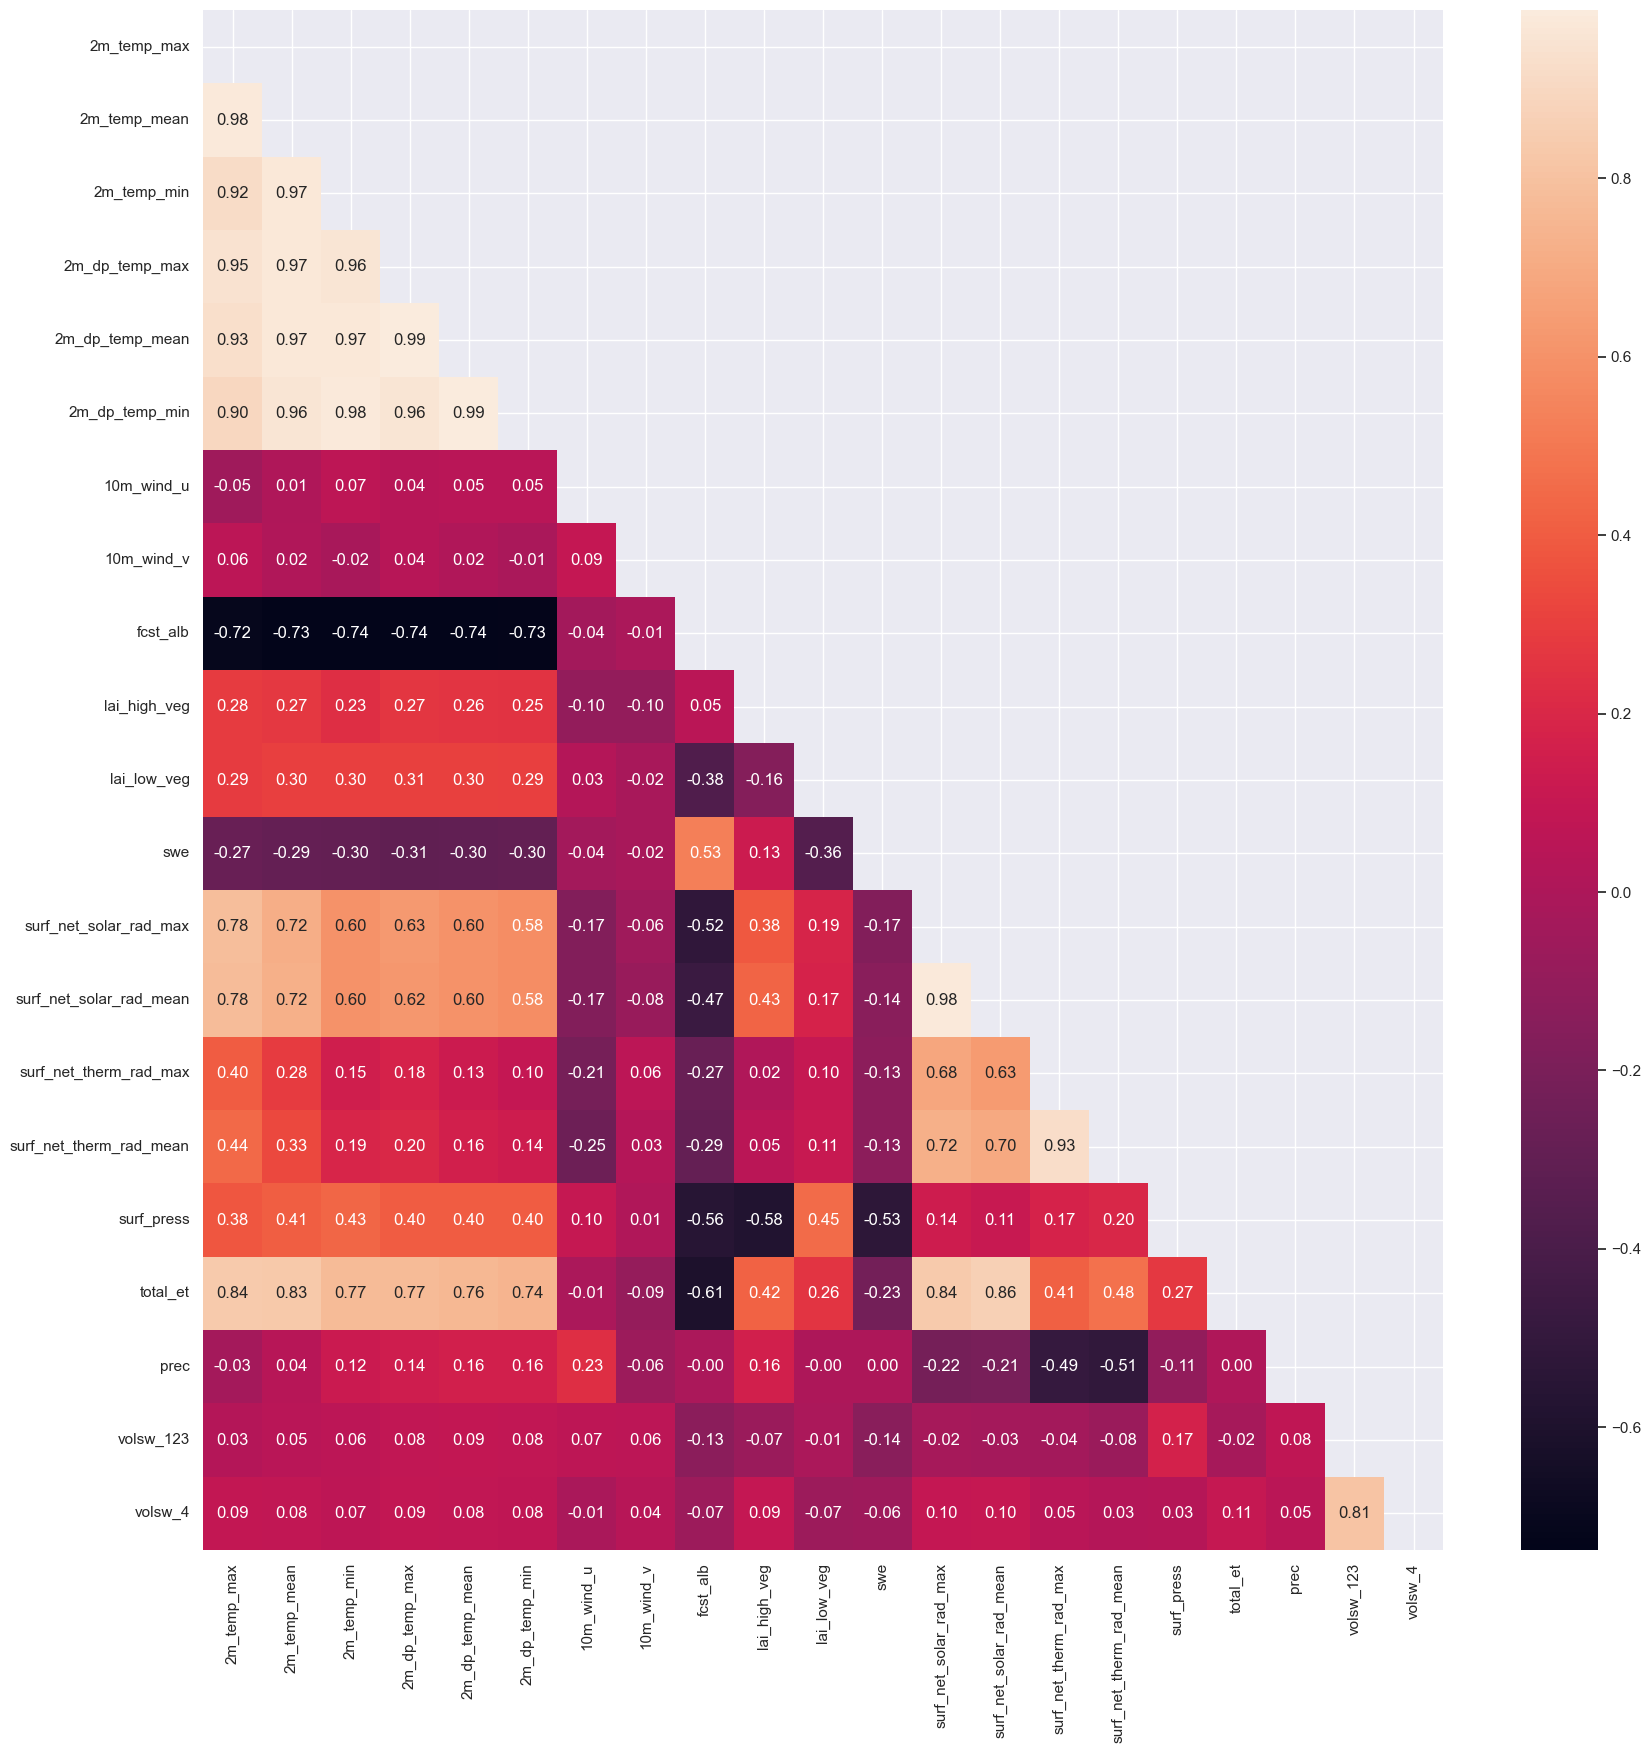 2m_temp_max
2m_temp_mean 0.98
2m_temp_min 0.92 0.97
2m_dp_temp_max 0.95 0.97 0.96
2m_dp_temp_mean 0.93 0.97 0.97 0.99
2m_dp_temp_min 0.90 0.96 0.98 0.96 0.99
10m_wind_u -0.05 0.01 0.07 0.04 0.05 0.05
10m_wind_v 0.06 0.02 -0.02 0.04 0.02 -0.01 0.09
fcst_alb -0.72 -0.73 -0.74 -0.74 -0.74 -0.73 -0.04 -0.01
lai_high_veg 0.28 0.27 0.23 0.27 0.26 0.25 -0.10 -0.10 0.05
lai_low_veg 0.29 0.30 0.30 0.31 0.30 0.29 0.03 -0.02 -0.38 -0.16
swe -0.27 -0.29 -0.30 -0.31 -0.30 -0.30 -0.04 -0.02 0.53 0.13 -0.36
surf_net_solar_rad_max 0.78 0.72 0.60 0.63 0.60 0.58 -0.17 -0.06 -0.52 0.38 0.19 -0.17
surf_net_solar_rad_mean 0.78 0.72 0.60 0.62 0.60 0.58 -0.17 -0.08 -0.47 0.43 0.17 -0.14 0.98
surf_net_therm_rad_max 0.40 0.28 0.15 0.18 0.13 0.10 -0.21 0.06 -0.27 0.02 0.10 -0.13 0.68 0.63
surf_net_therm_rad_mean 0.44 0.33 0.19 0.20 0.16 0.14 -0.25 0.03 -0.29 0.05 0.11 -0.13 0.72 0.70 0.93
surf_press 0.38 0.41 0.43 0.40 0.40 0.40 0.10 0.01 -0.56 -0.58 0.45 -0.53 0.14 0.11 0.17 0.20
total_et 0.84 0.83 0.77 0.77 0.76 0.74 -0.01 -0.09 -0.61 0.42 0.26 -0.23 0.84 0.86 0.41 0.48 0.27
prec -0.03 0.04 0.12 0.14 0.16 0.16 0.23 -0.06 -0.00 0.16 -0.00 0.00 -0.22 -0.21 -0.49 -0.51 -0.11 0.00
volsw_123 0.03 0.05 0.06 0.08 0.09 0.08 0.07 0.06 -0.13 -0.07 -0.01 -0.14 -0.02 -0.03 -0.04 -0.08 0.17 -0.02 0.08
volsw_4 0.09 0.08 0.07 0.09 0.08 0.08 -0.01 0.04 -0.07 0.09 -0.07 -0.06 0.10 0.10 0.05 0.03 0.03 0.11 0.05 0.81
2m_temp_max
2m_temp_mean
2m_temp_min
2m_dp_temp_max
2m_dp_temp_mean
2m_dp_temp_min
10m_wind_u
10m_wind_v
fcst_alb
lai_high_veg
lai_low_veg
swe
surf_net_solar_rad_max
surf_net_solar_rad_mean
surf_net_therm_rad_max
surf_net_therm_rad_mean
surf_press
total_et
prec
volsw_123
volsw_4
0.8
0.6
0.4
0.2
0.0
−0.2
−0.4
−0.6